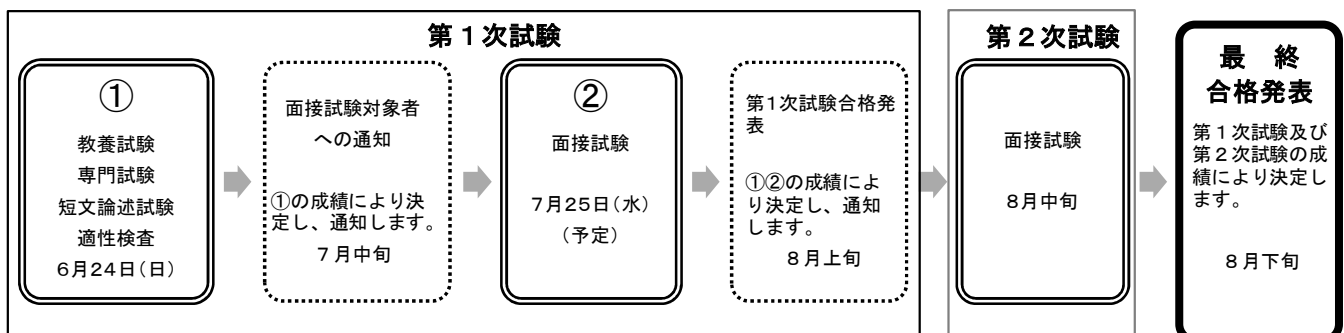 第１次試験
①
教養試験
専門試験
短文論述試験
適性検査
6月24日(日)
面接試験対象者
への通知
①の成績により決
定し、通知します。
７月中旬
②
面接試験
7月25日(水)
(予定)
第1次試験合格発
表
①②の成績によ
り決定し、通知
します。
８月上旬
第２次試験
面接試験
8月中旬
最　終
合格発表
第１次試験及び
第２次試験の成
績により決定し
ます。
８月下旬